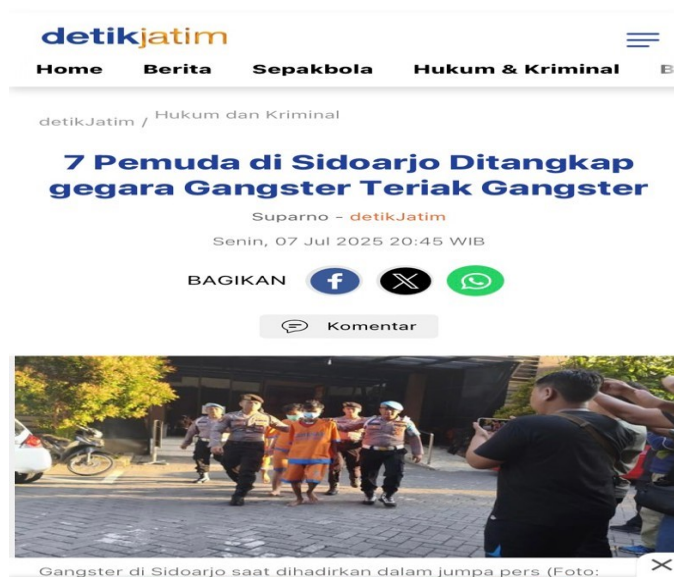 detikjatim
Home Berita Sepakbola Hukum & Kriminal B
detikJatim / Hukum dan Kriminal
7 Pemuda di Sidoarjo Ditangkap
gegara Gangster Teriak Gangster
Suparno - detikJatim
Senin, 07 Jul 2025 20:45 WIB
BAGIKAN
Komentar
Gangster di Sidoarjo saat dihadirkan dalam jumpa pers (Foto: